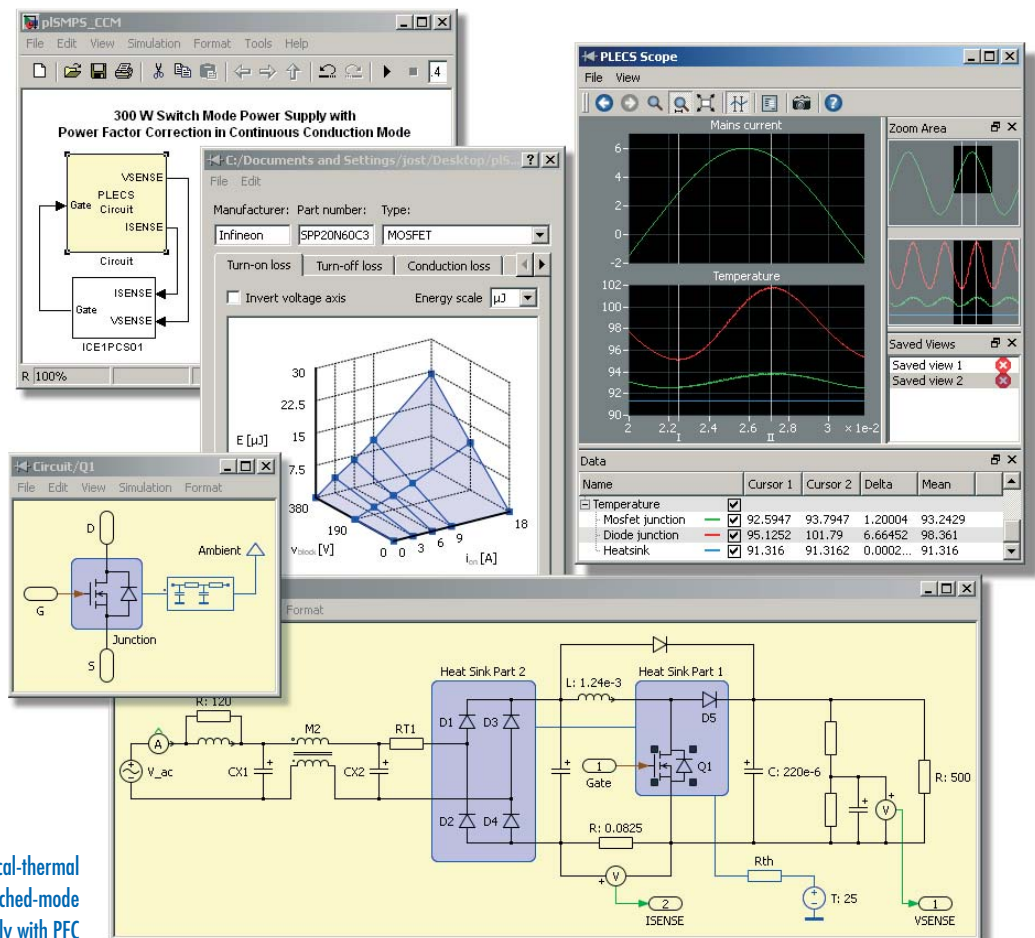 plSMPS_CCM
File Edit View Simulation Format Tools Help
.4
300 W Switch Mode Power Supply with
Power Factor Correction in Continuous Conduction Mode
VSENSE
PLECS
Gate Circuit
ISENSE
Circuit
ISENSE
Gate
VSENSE
ICE1PCS01
R 100%
C:/Documents and Settings/jost/Desktop/plS...
File Edit
Manufacturer: Part number: Type:
Infineon SPP20N60C3 MOSFET
Turn-on loss Turn-off loss Conduction loss
Invert voltage axis Energy scale µJ
30
22.5
E [µJ] 15
7.5
380
190
v block [V]
0 0 3 6 9 18
i on [A]
PLECS Scope
File View
Mains current
6
4
2
0
-2
Temperature
102
100
98
96
94
92
90
2 2.2 2.4 2.6 2.8 3 × 1e-2
I II
Zoom Area
Saved Views
Saved view 1
Saved view 2
Data
Name Cursor 1 Cursor 2 Delta Mean
Temperature
Mosfet junction 92.5947 93.7947 1.20004 93.2429
Diode junction 95.1252 101.79 6.66452 98.361
Heatsink 91.316 91.3162 0.0002... 91.316
Circuit/Q1
File Edit View Simulation Format
D
Ambient
G
Junction
S
Format
Heat Sink Part 2 Heat Sink Part 1
R: 120
L: 1.24e-3
A
M2
RT1
D1 D3
D5
V_ac
CX1
CX2
1
Gate
Q1
C: 220e-6
V
R: 500
D2 D4
R: 0.0825
V
Rth
2
ISENSE
T: 25
1
VSENSE
cal-thermal
ched-mode
ly with PFC